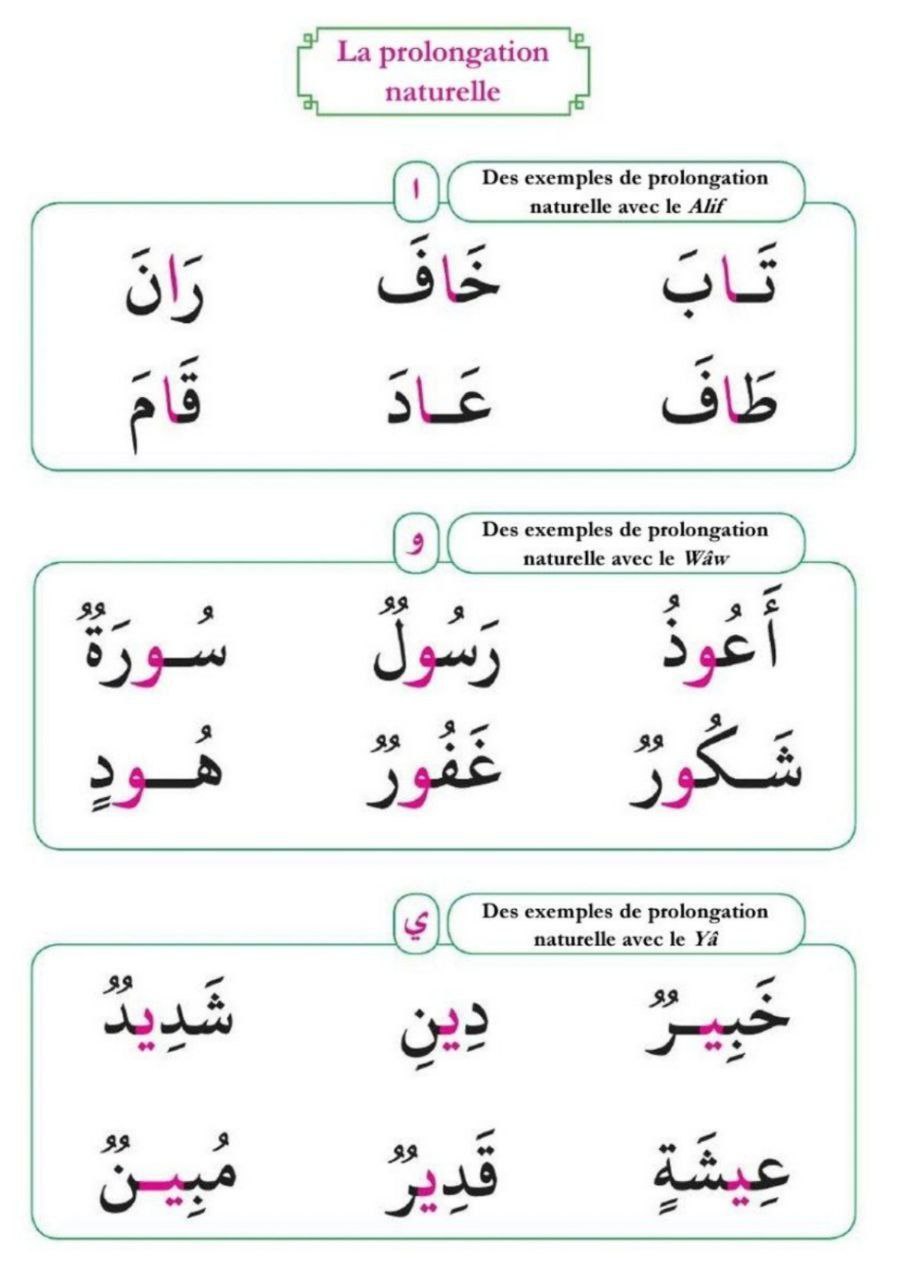 La prolongation
naturelle
ا
Des exemples de prolongation
naturelle avec le Alif
تَـابَ خَافَ رَانَ
طَافَ عَـادَ قَامَ
و
Des exemples de prolongation
naturelle avec le Wâw
أَعُوذُ رَسُولٌ سُـورَةٌ
شَـكُورٌ غَفُورٌ هُـودٍ
ي
Des exemples de prolongation
naturelle avec le Yâ
خَبِيـرٌ دِينِ شَدِيدٌ
عِيشَةٍ قَدِيرٌ مُبِيـنٌ